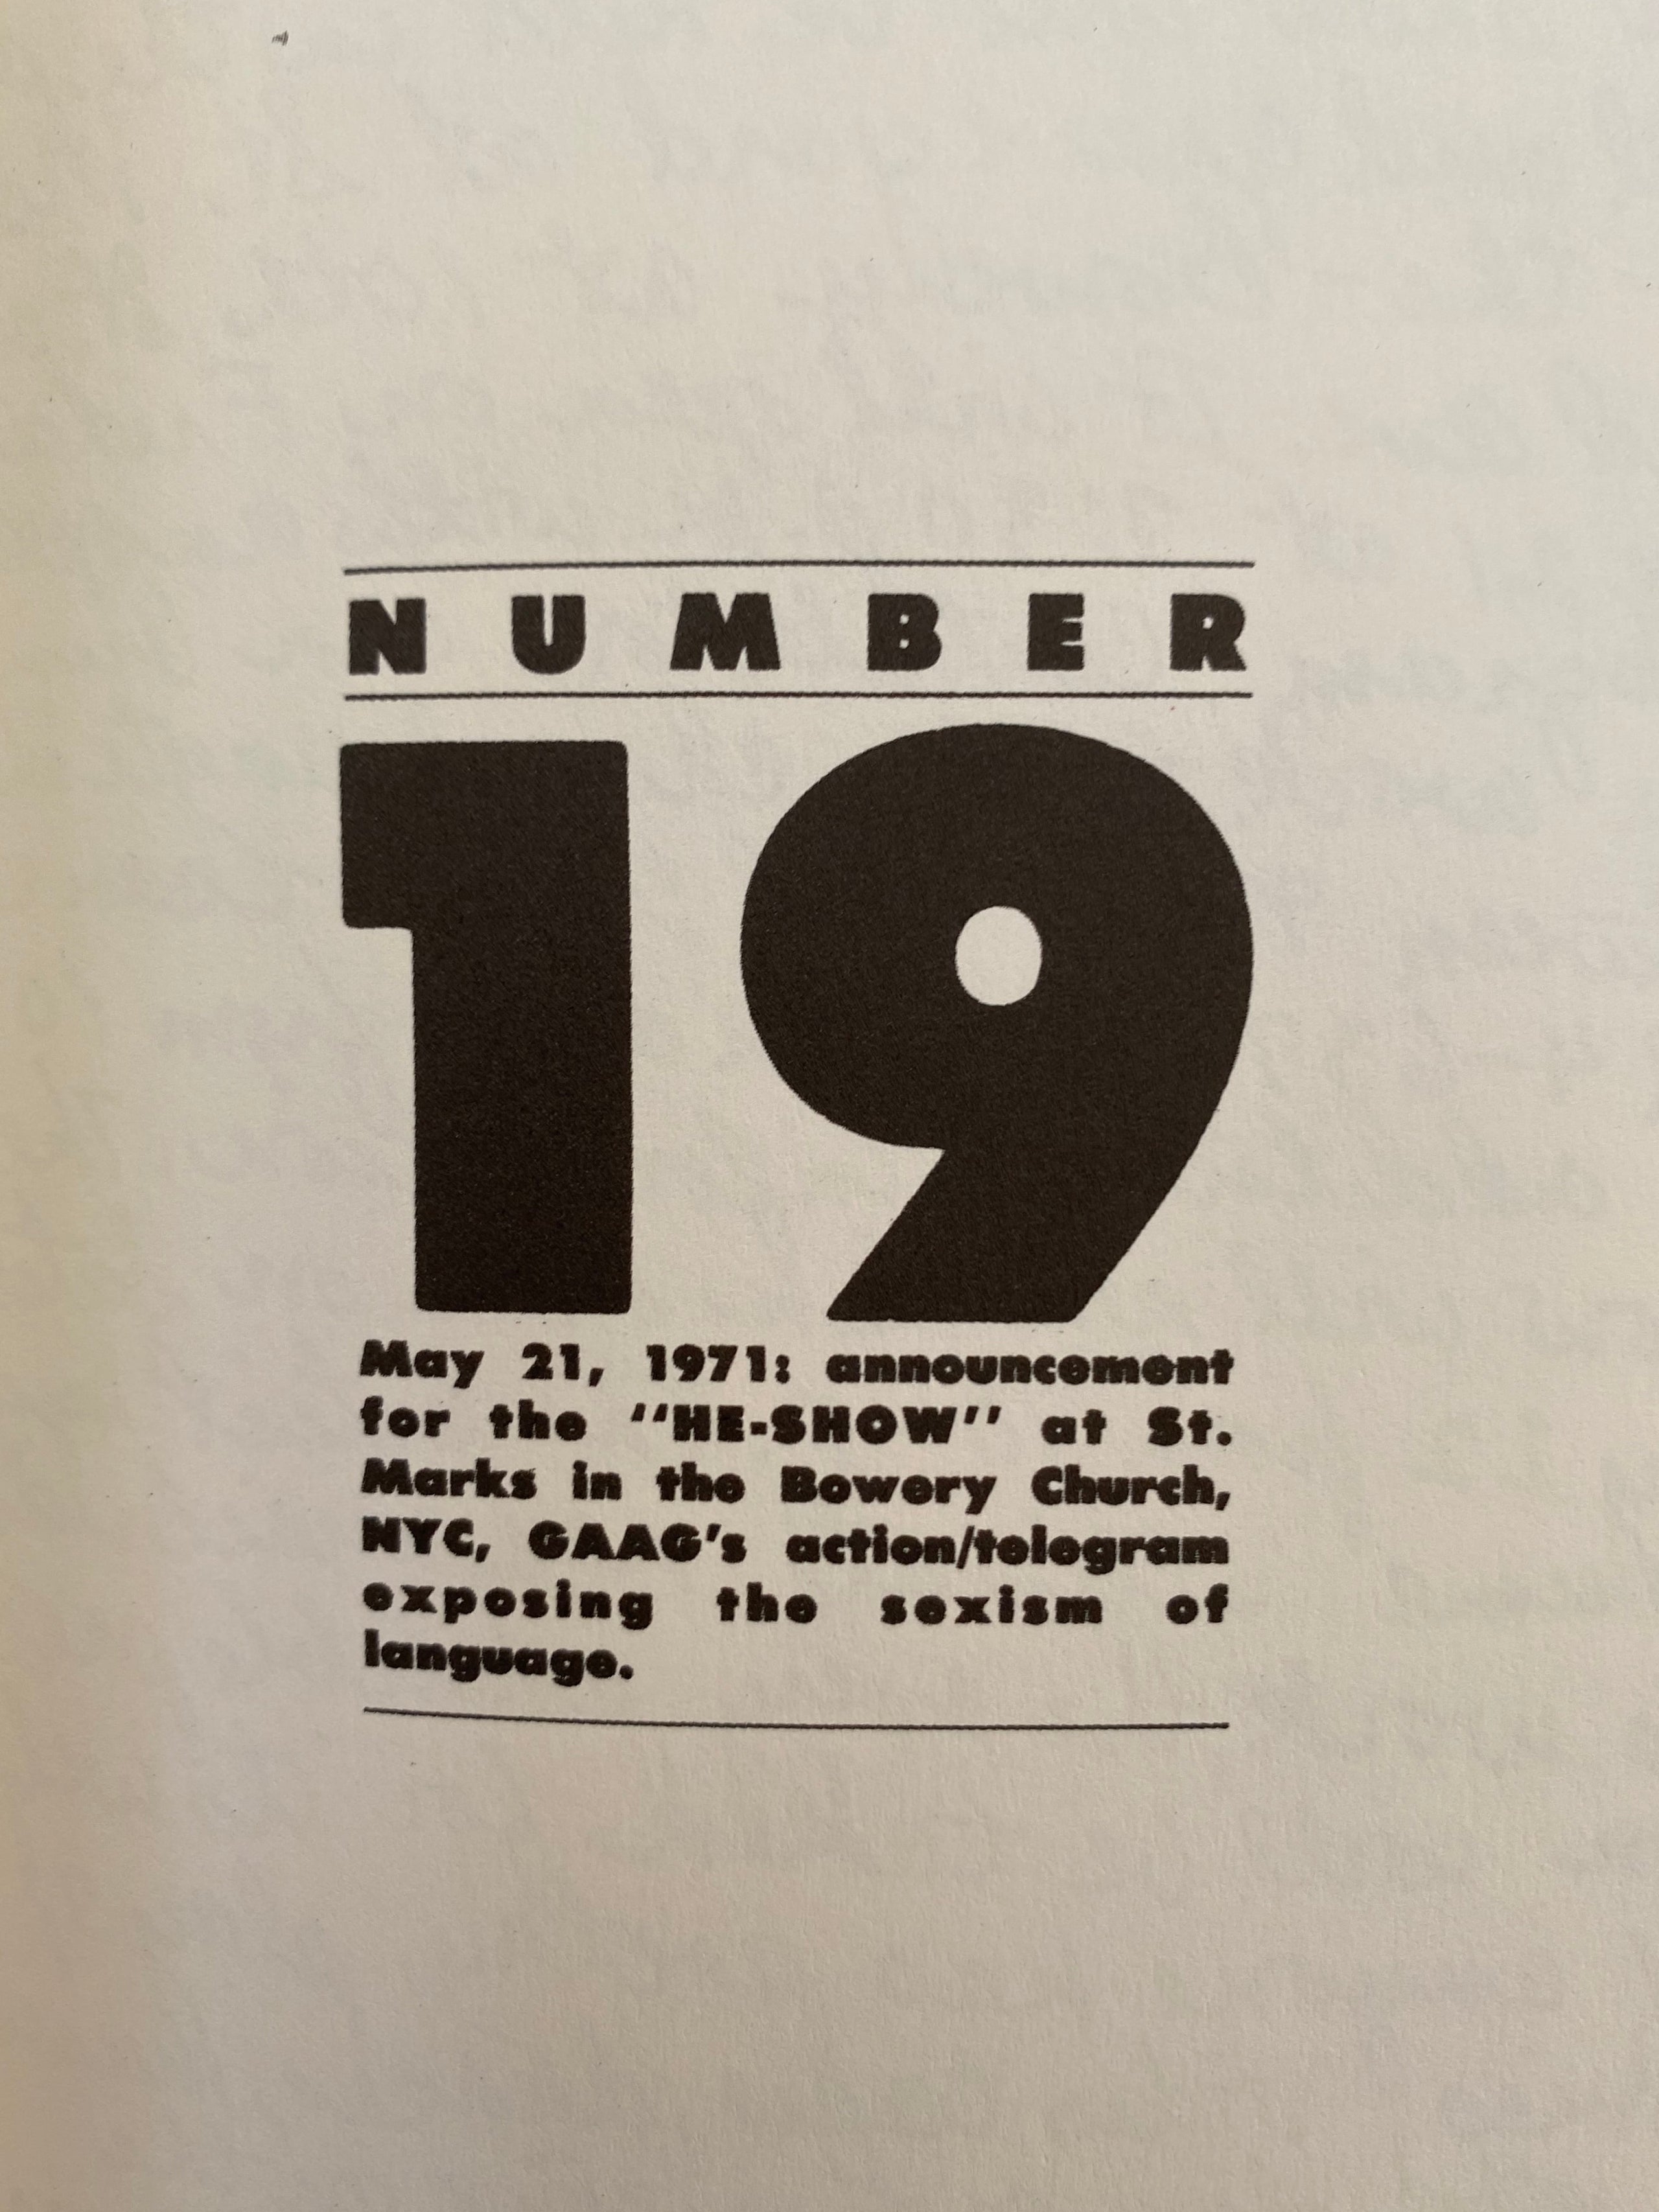 NUMBER
19
May 21, 1971: announcement
for the "HE-SHOW" at St.
Marks in the Bowery Church,
NYC, GAAG's action/telegram
exposing the sexism of
language.